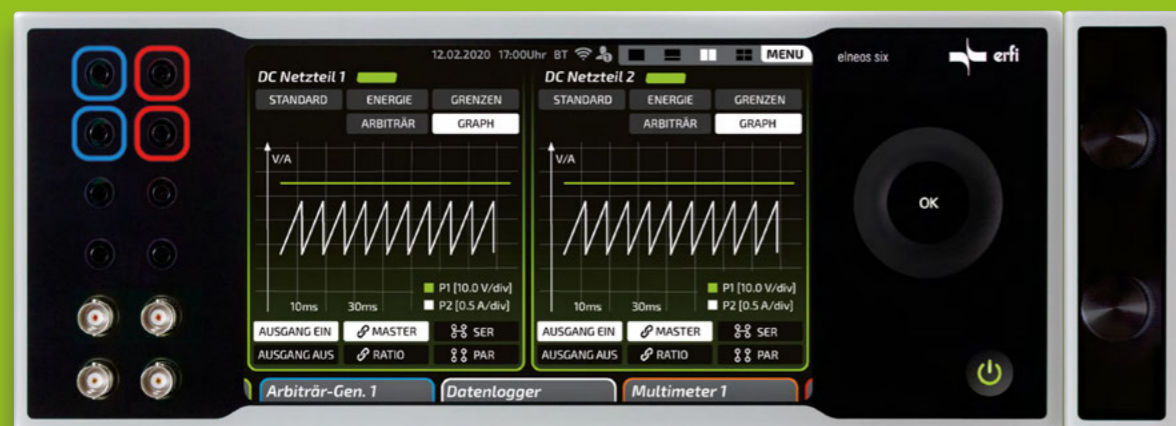 12.02.2020 17:00Uhr BT MENU
elneos six
erfi
DC Netzteil 1
STANDARD ENERGIE GRENZEN
ARBITRÄR GRAPH
V/A
10ms 30ms
P1 [10.0 V/div]
P2 [0.5 A/div]
AUSGANG EIN MASTER SER
AUSGANG AUS RATIO PAR
DC Netzteil 2
STANDARD ENERGIE GRENZEN
ARBITRÄR GRAPH
V/A
10ms 30ms
P1 [10.0 V/div]
P2 [0.5 A/div]
AUSGANG EIN MASTER SER
AUSGANG AUS RATIO PAR
Arbiträr-Gen. 1 Datenlogger Multimeter 1
OK